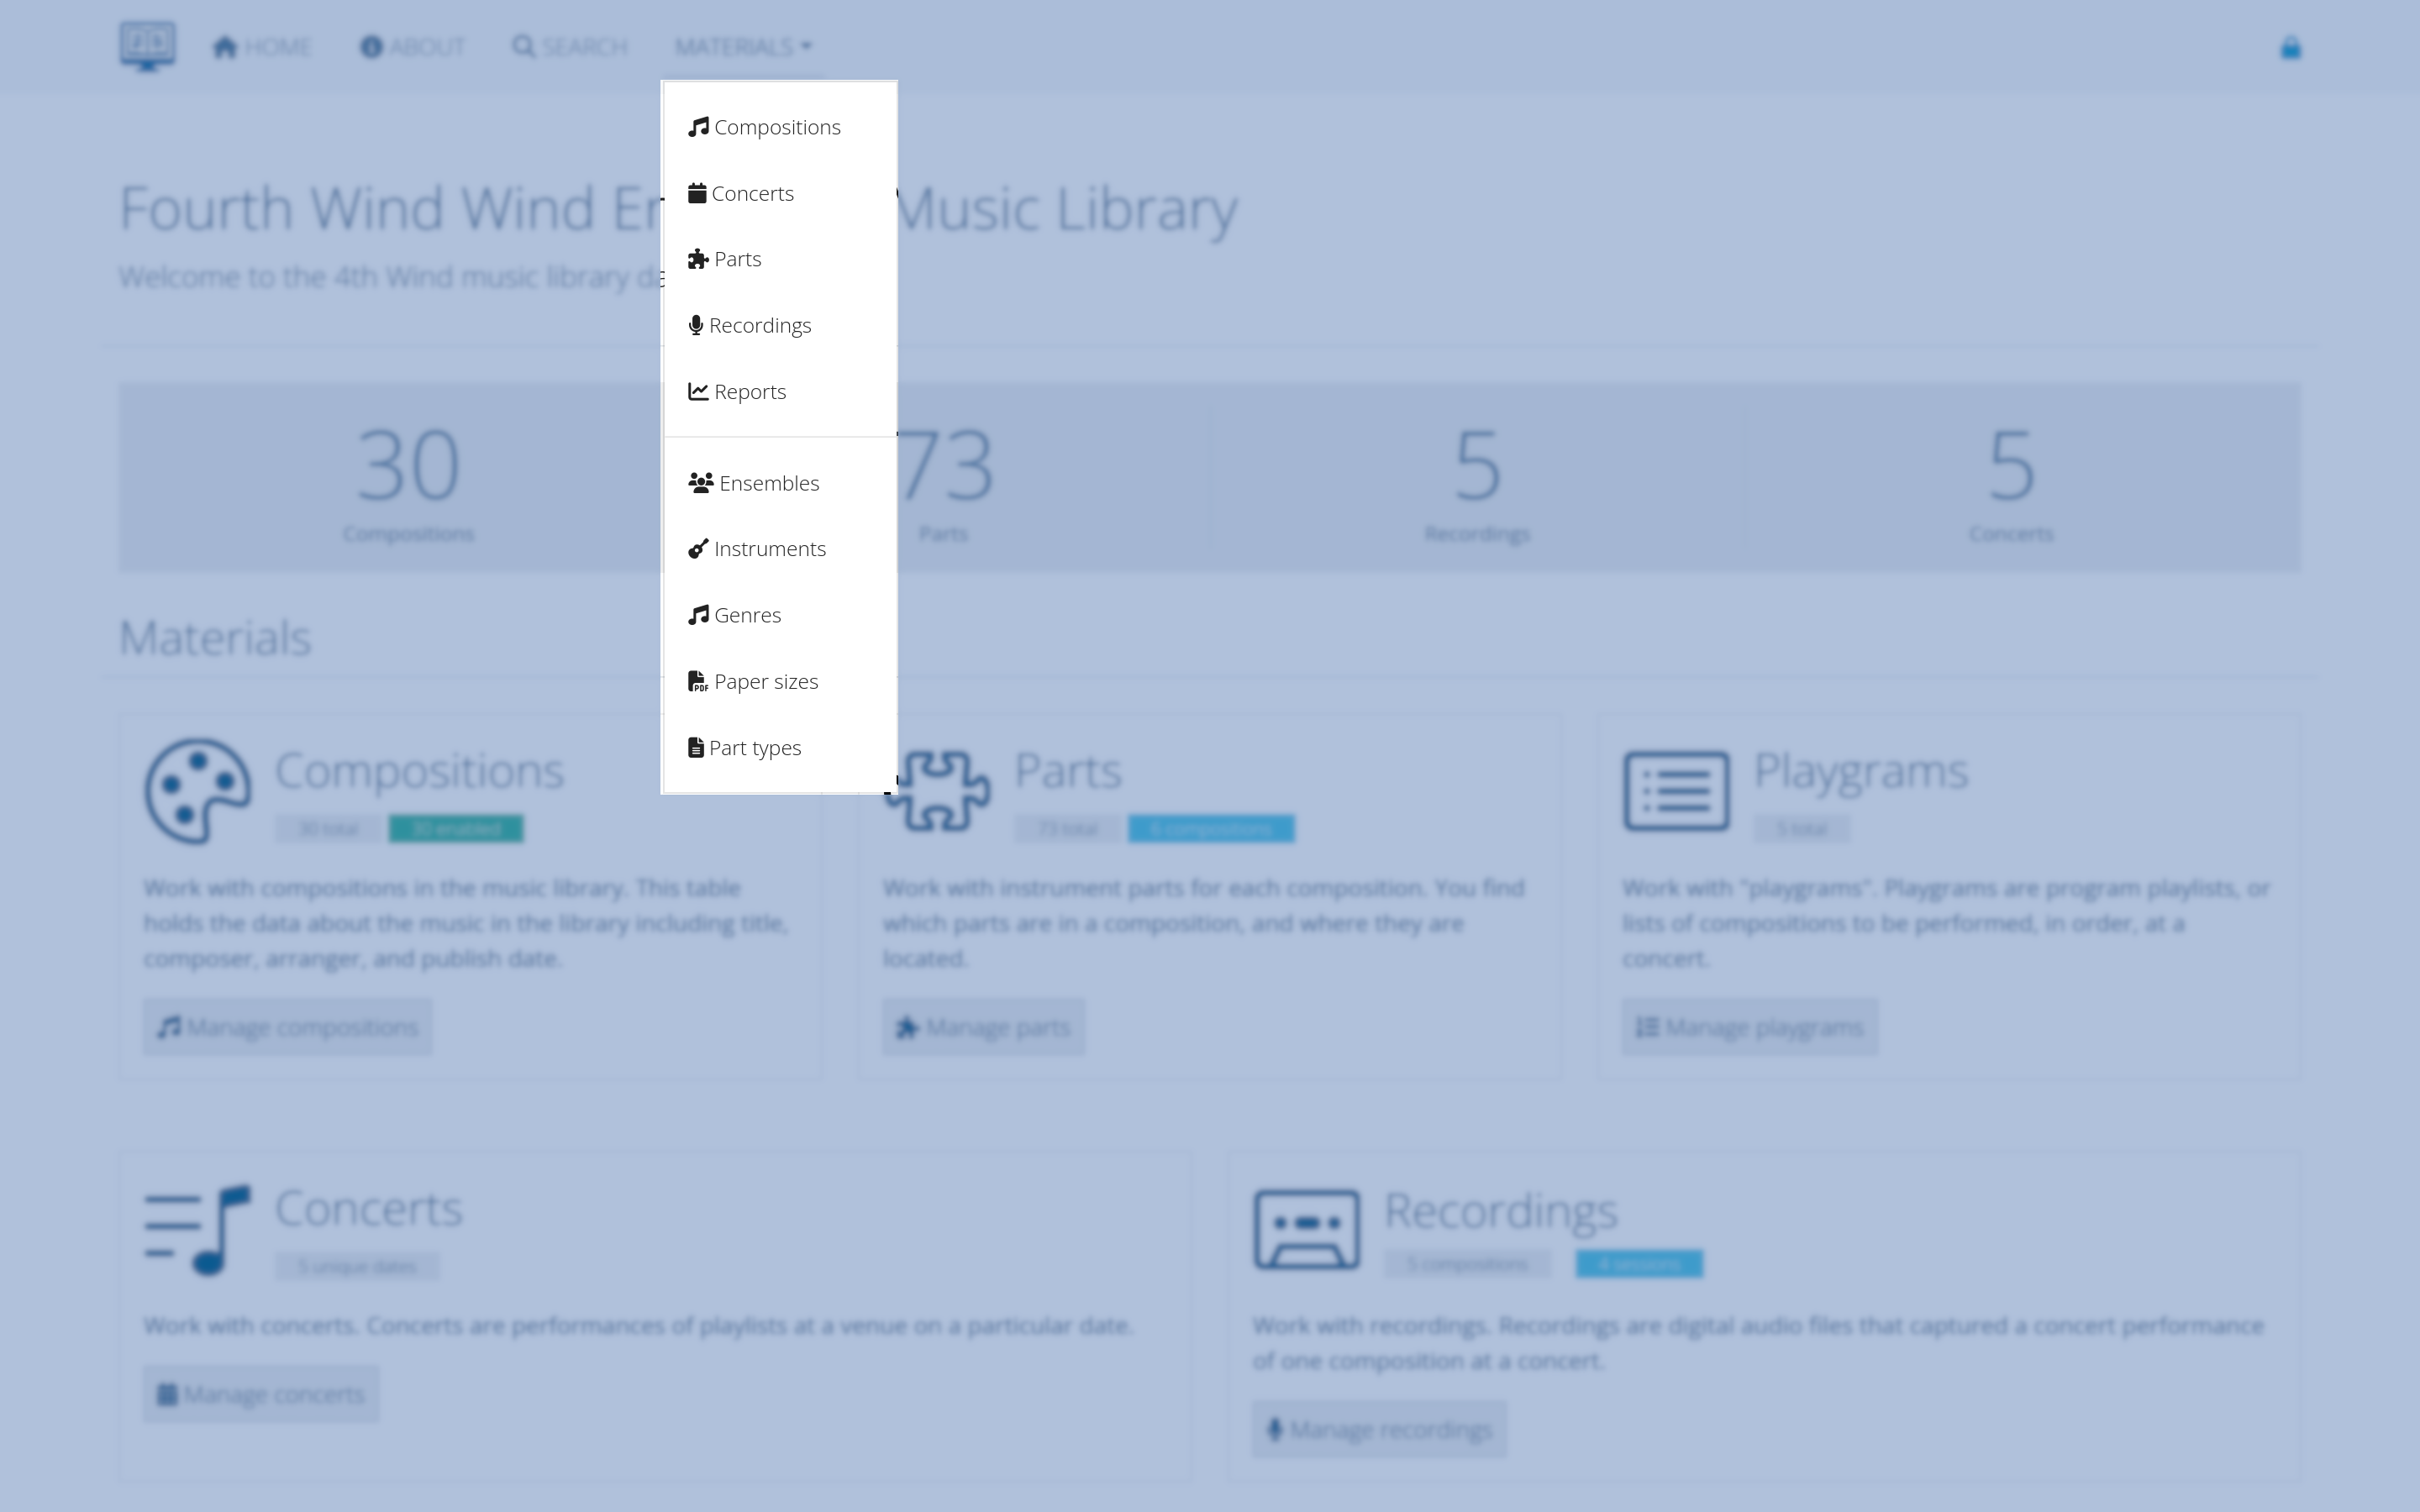 HOME ABOUT SEARCH MATERIALS
Compositions
Concerts
Parts
Recordings
Reports
Ensembles
Instruments
Genres
Paper sizes
Part types
Fourth Wind Wind En Music Library
Welcome to the 4th Wind music library da
30
Compositions
73
Parts
5
Recordings
5
Concerts
Materials
Compositions
30 total 30 enabled
Work with compositions in the music library. This table
holds the data about the music in the library including title,
composer, arranger, and publish date.
Manage compositions
Parts
73 total 6 compositions
Work with instrument parts for each composition. You find
which parts are in a composition, and where they are
located.
Manage parts
Playgrams
5 total
Work with "playgrams". Playgrams are program playlists, or
lists of compositions to be performed, in order, at a
concert.
Manage playgrams
Concerts
5 unique dates
Work with concerts. Concerts are performances of playlists at a venue on a particular date.
Manage concerts
Recordings
5 compositions 4 sessions
Work with recordings. Recordings are digital audio files that captured a concert performance
of one composition at a concert.
Manage recordings